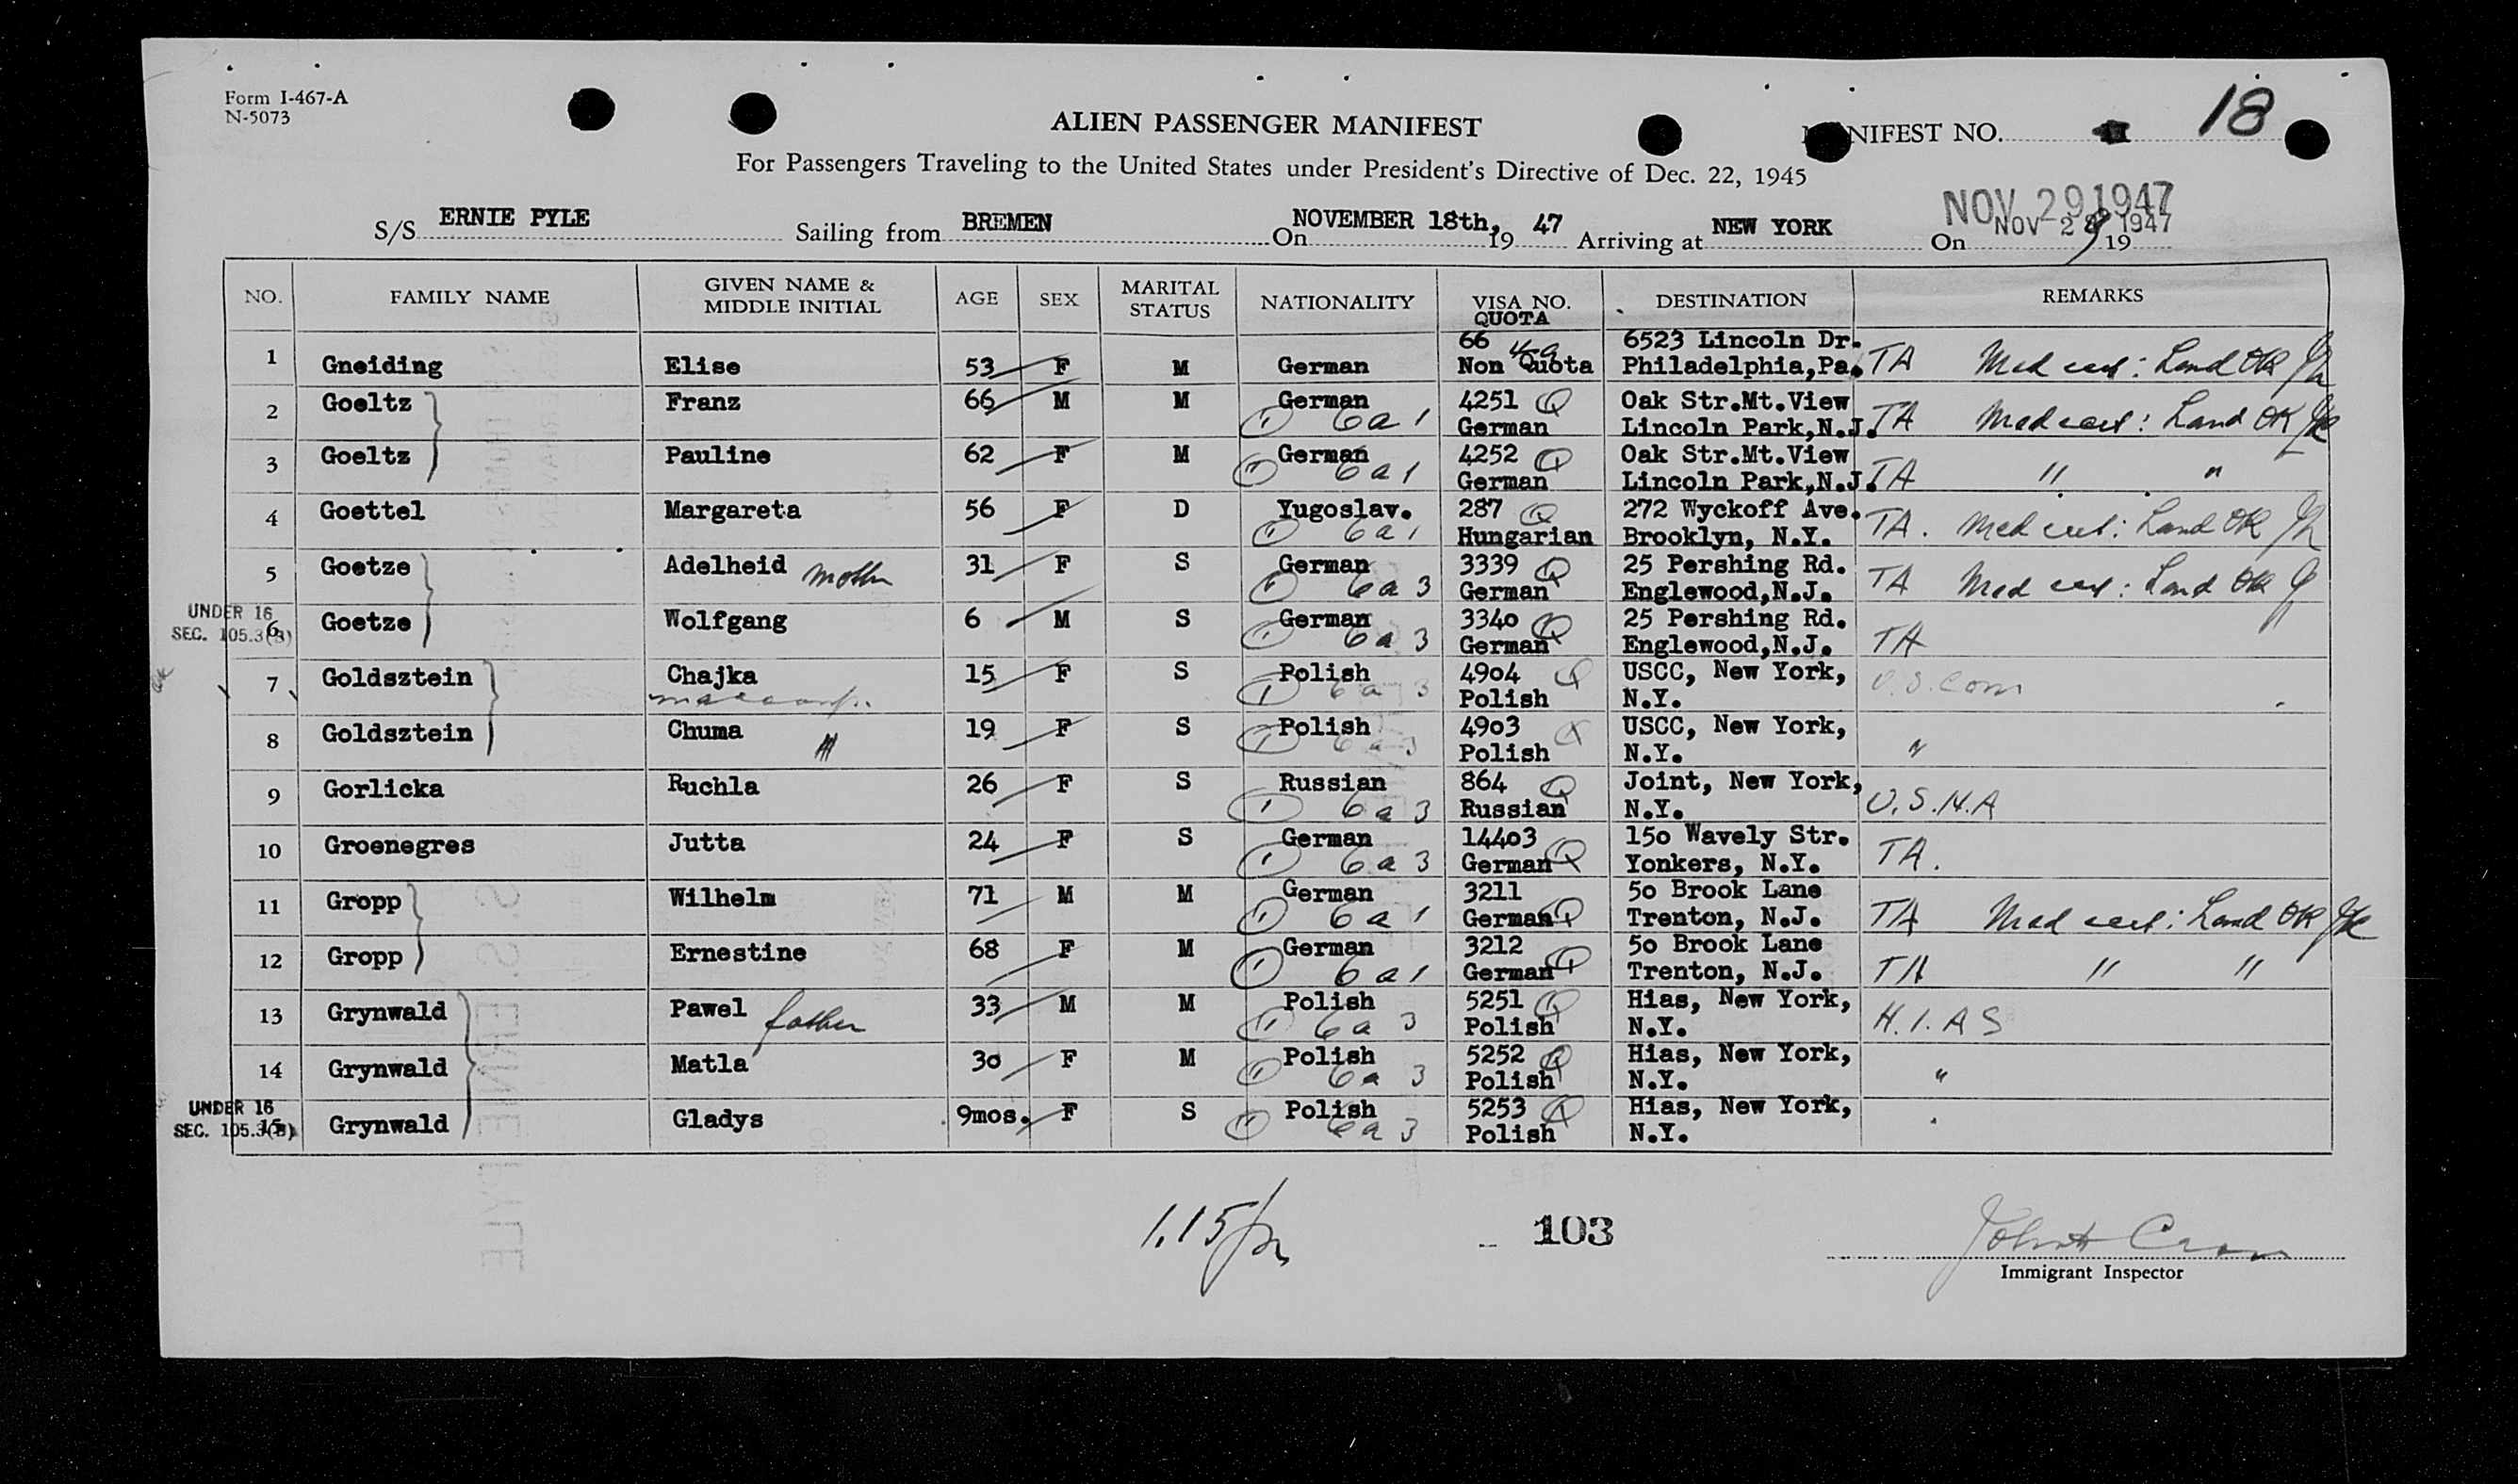 Form I-467-A
N-5073
ALIEN PASSENGER MANIFEST
MANIFEST NO. 18
For Passengers Traveling to the United States under President's Directive of Dec. 22, 1945
NOV 29 1947
S/S ERNIE PYLE Sailing from BREMEN On NOVEMBER 18th, 19 47 Arriving at NEW YORK On NOV 29 1947 19
NO. FAMILY NAME GIVEN NAME & MIDDLE INITIAL AGE SEX MARITAL STATUS NATIONALITY VISA NO. QUOTA DESTINATION REMARKS
1 Gneiding Elise 53 F M German 66 Non Quota 6523 Lincoln Dr. Philadelphia,Pa. TA Med cert: Land OK
2 Goeltz Franz 66 M M German 6a1 4251 Q German Oak Str.Mt.View Lincoln Park,N.J. TA Med cert: Land OK
3 Goeltz Pauline 62 F M German 6a1 4252 Q German Oak Str.Mt.View Lincoln Park,N.J. TA " "
4 Goettel Margareta 56 F D Yugoslav. 6a1 287 Q Hungarian 272 Wyckoff Ave. Brooklyn, N.Y. TA. Med cert: Land OK
5 Goetze Adelheid mother 31 F S German 6a3 3339 Q German 25 Pershing Rd. Englewood,N.J. TA Med cert: Land OK
UNDER 16
SEC. 105.3(B)
6 Goetze Wolfgang 6 M S German 6a3 3340 Q German 25 Pershing Rd. Englewood,N.J. TA
7 Goldsztein Chajka 15 F S Polish 6a3 4904 Q Polish USCC, New York, N.Y. U.S.Com
8 Goldsztein Chuma 19 F S Polish 6a3 4903 Q Polish USCC, New York, N.Y. "
9 Gorlicka Ruchla 26 F S Russian 6a3 864 Q Russian Joint, New York, N.Y. U.S.N.A
10 Groenegres Jutta 24 F S German 6a3 14403 Q German 150 Wavely Str. Yonkers, N.Y. TA.
11 Gropp Wilhelm 71 M M German 6a1 3211 Q German 50 Brook Lane Trenton, N.J. TA Med cert: Land OK
12 Gropp Ernestine 68 F M German 6a1 3212 Q German 50 Brook Lane Trenton, N.J. TA " "
13 Grynwald Pawel father 33 M M Polish 6a3 5251 Q Polish Hias, New York, N.Y. H.I.A S
14 Grynwald Matla 30 F M Polish 6a3 5252 Q Polish Hias, New York, N.Y. "
UNDER 16
SEC. 105.3(B)
15 Grynwald Gladys 9mos. F S Polish 6a3 5253 Q Polish Hias, New York, N.Y.
103
Immigrant Inspector